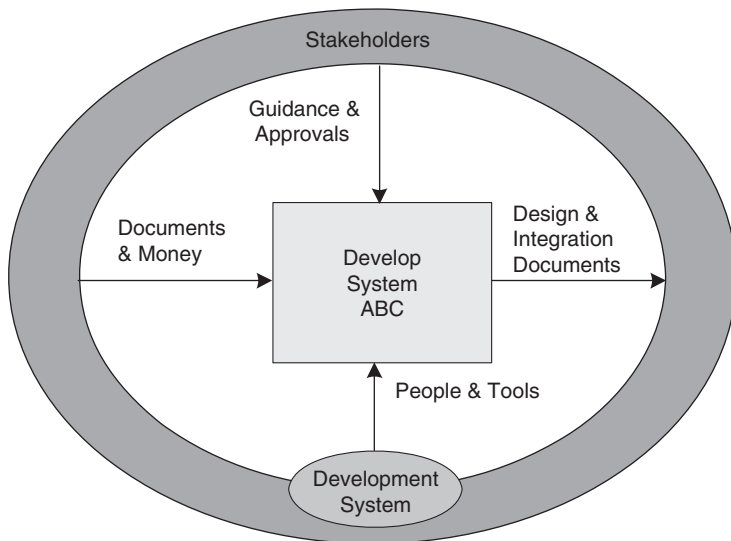 Stakeholders
Guidance &
Approvals
Documents
& Money
Develop
System
ABC
Design &
Integration
Documents
People & Tools
Development
System